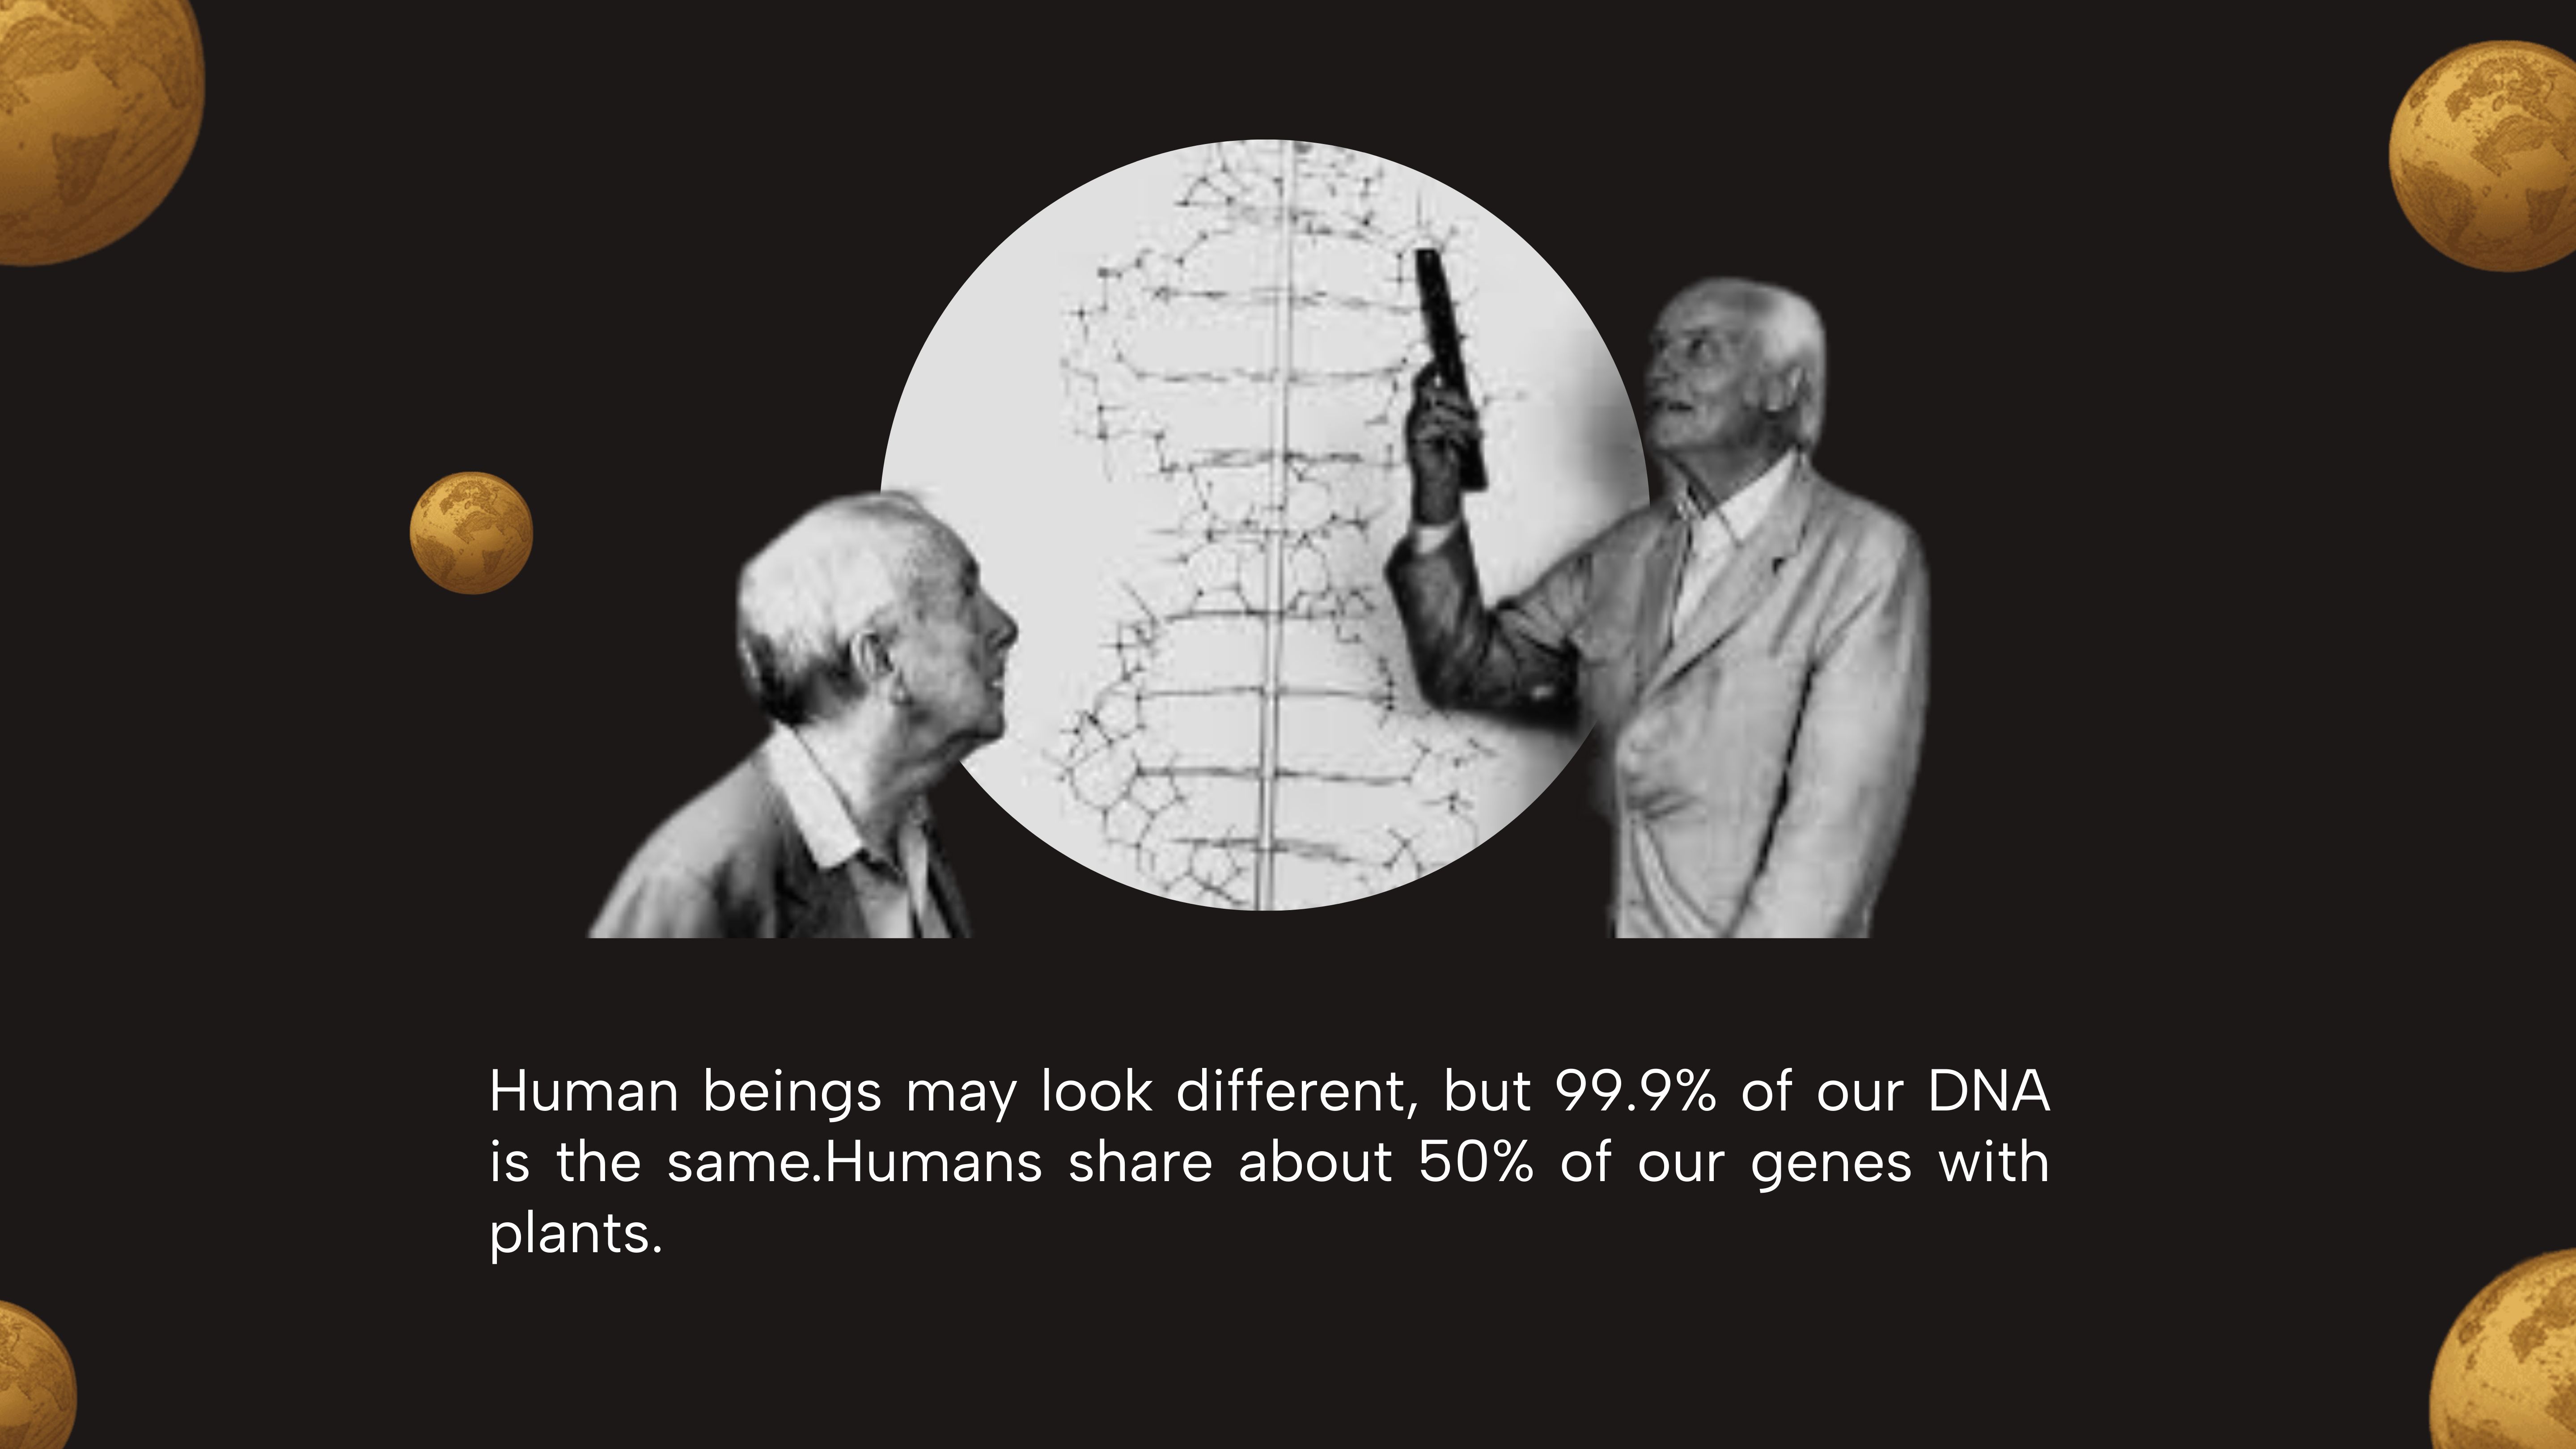 Human beings may look different, but 99.9% of our DNA
is the same.Humans share about 50% of our genes with
plants.